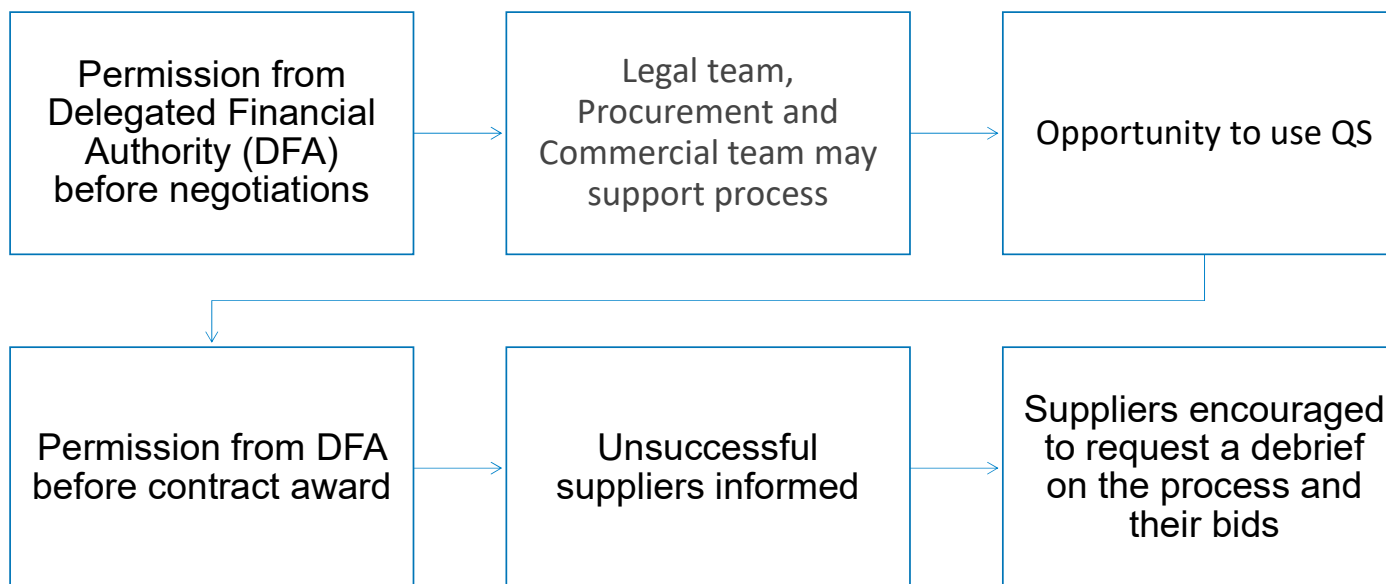 Permission from
Delegated Financial
Authority (DFA)
before negotiations
Legal team,
Procurement and
Commercial team may
support process
Opportunity to use QS
Permission from DFA
before contract award
Unsuccessful
suppliers informed
Suppliers encouraged
to request a debrief
on the process and
their bids